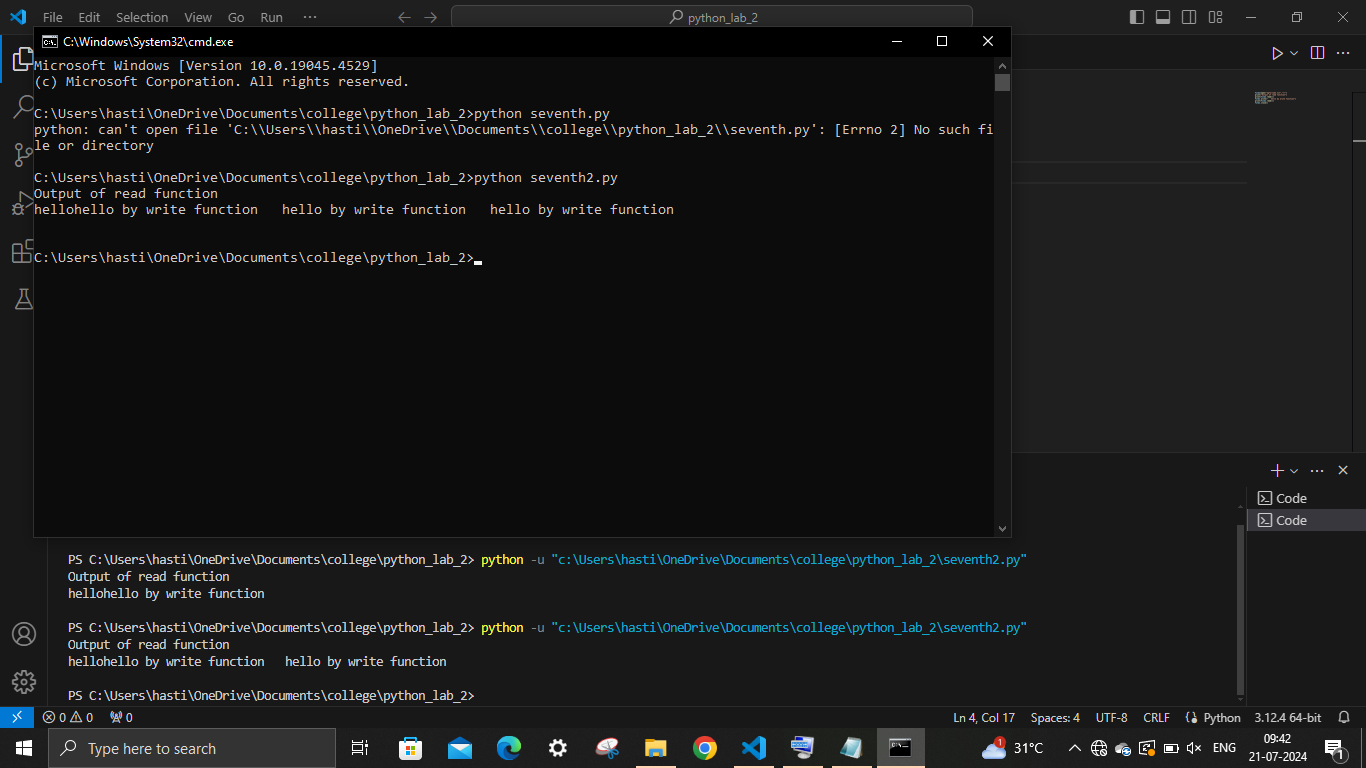 File Edit Selection View Go Run ··· python_lab_2
C:\Windows\System32\cmd.exe
Microsoft Windows [Version 10.0.19045.4529]
(c) Microsoft Corporation. All rights reserved.
C:\Users\hasti\OneDrive\Documents\college\python_lab_2>python seventh.py
python: can't open file 'C:\\Users\\hasti\\OneDrive\\Documents\\college\\python_lab_2\\seventh.py': [Errno 2] No such fi
le or directory
C:\Users\hasti\OneDrive\Documents\college\python_lab_2>python seventh2.py
Output of read function
hellohello by write function   hello by write function   hello by write function
C:\Users\hasti\OneDrive\Documents\college\python_lab_2>
Code
Code
PS C:\Users\hasti\OneDrive\Documents\college\python_lab_2> python -u "c:\Users\hasti\OneDrive\Documents\college\python_lab_2\seventh2.py"
Output of read function
hellohello by write function
PS C:\Users\hasti\OneDrive\Documents\college\python_lab_2> python -u "c:\Users\hasti\OneDrive\Documents\college\python_lab_2\seventh2.py"
Output of read function
hellohello by write function   hello by write function
PS C:\Users\hasti\OneDrive\Documents\college\python_lab_2>
0 0 0 Ln 4, Col 17 Spaces: 4 UTF-8 CRLF Python 3.12.4 64-bit
Type here to search 1 31°C ENG 09:42 1
21-07-2024